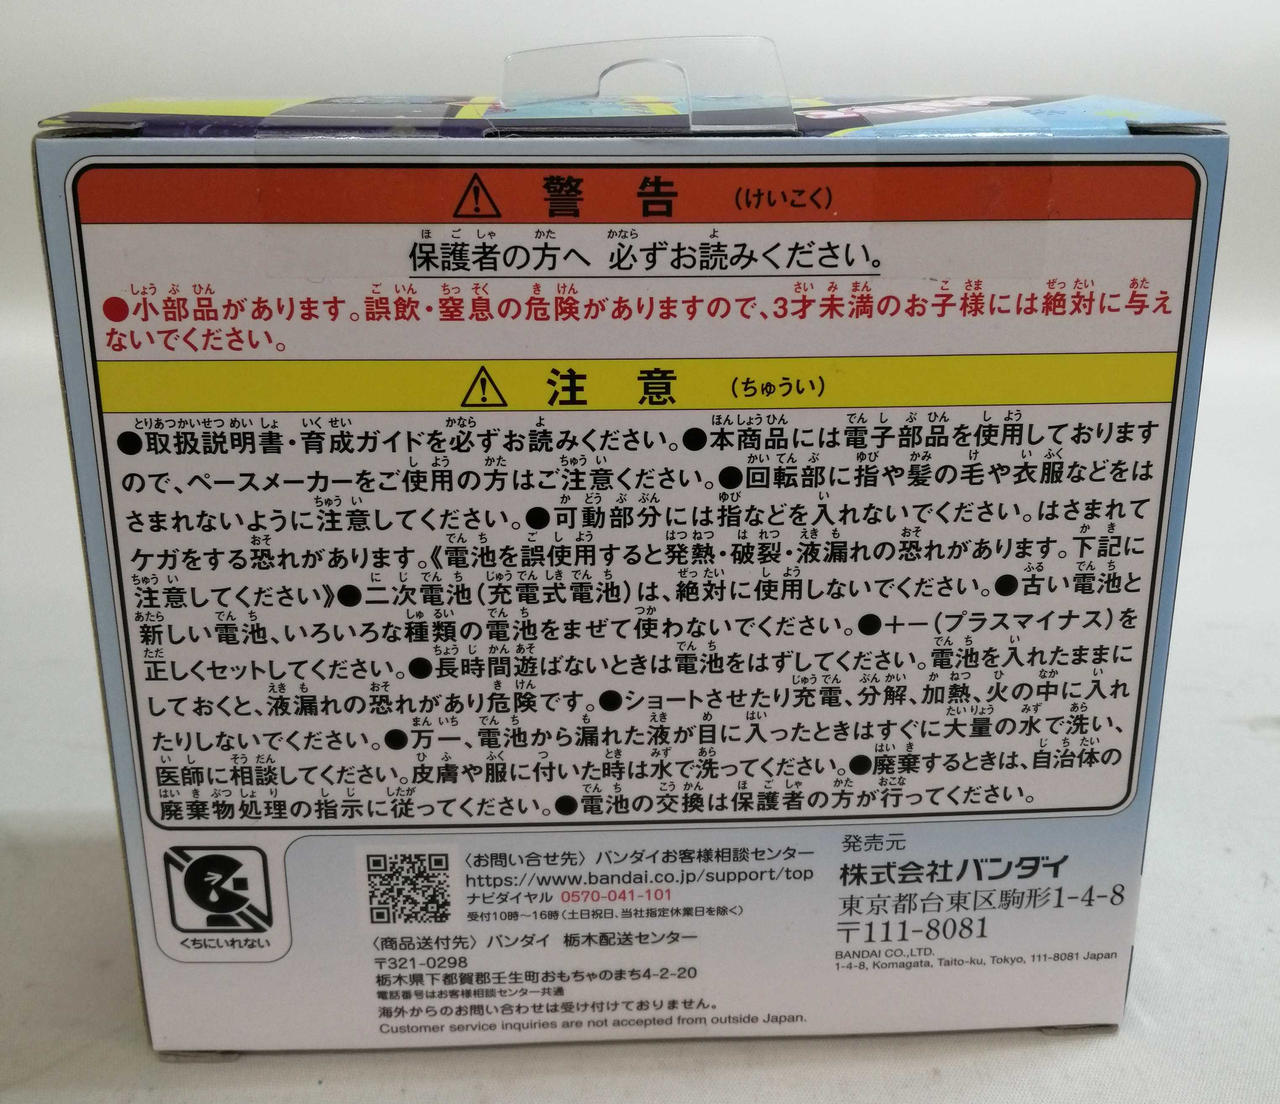 警告（けいこく）
保護者の方へ 必ずお読みください。
●小部品があります。誤飲・窒息の危険がありますので、3才未満のお子様には絶対に与え
ないでください。
注意（ちゅうい）
●取扱説明書・育成ガイドを必ずお読みください。●本商品には電子部品を使用しております
ので、ペースメーカーをご使用の方はご注意ください。●回転部に指や髪の毛や衣服などをは
さまれないように注意してください。●可動部分には指などを入れないでください。はさまれて
ケガをする恐れがあります。《電池を誤使用すると発熱・破裂・液漏れの恐れがあります。下記に
注意してください》●二次電池（充電式電池）は、絶対に使用しないでください。●古い電池と
新しい電池、いろいろな種類の電池をまぜて使わないでください。●＋－（プラスマイナス）を
正しくセットしてください。●長時間遊ばないときは電池をはずしてください。電池を入れたままに
しておくと、液漏れの恐れがあり危険です。●ショートさせたり充電、分解、加熱、火の中に入れ
たりしないでください。●万一、電池から漏れた液が目に入ったときはすぐに大量の水で洗い、
医師に相談してください。皮膚や服に付いた時は水で洗ってください。●廃棄するときは、自治体の
廃棄物処理の指示に従ってください。●電池の交換は保護者の方が行ってください。
くちにいれない
〈お問い合せ先〉バンダイお客様相談センター
https://www.bandai.co.jp/support/top
ナビダイヤル 0570-041-101
受付10時〜16時（土日祝日、当社指定休業日を除く）
〈商品送付先〉バンダイ 栃木配送センター
〒321-0298
栃木県下都賀郡壬生町おもちゃのまち4-2-20
電話番号はお客様相談センター共通
海外からのお問い合わせは受け付けておりません。
Customer service inquiries are not accepted from outside Japan.
発売元
株式会社バンダイ
東京都台東区駒形1-4-8
〒111-8081
BANDAI CO.,LTD.
1-4-8, Komagata, Taito-ku, Tokyo, 111-8081 Japan